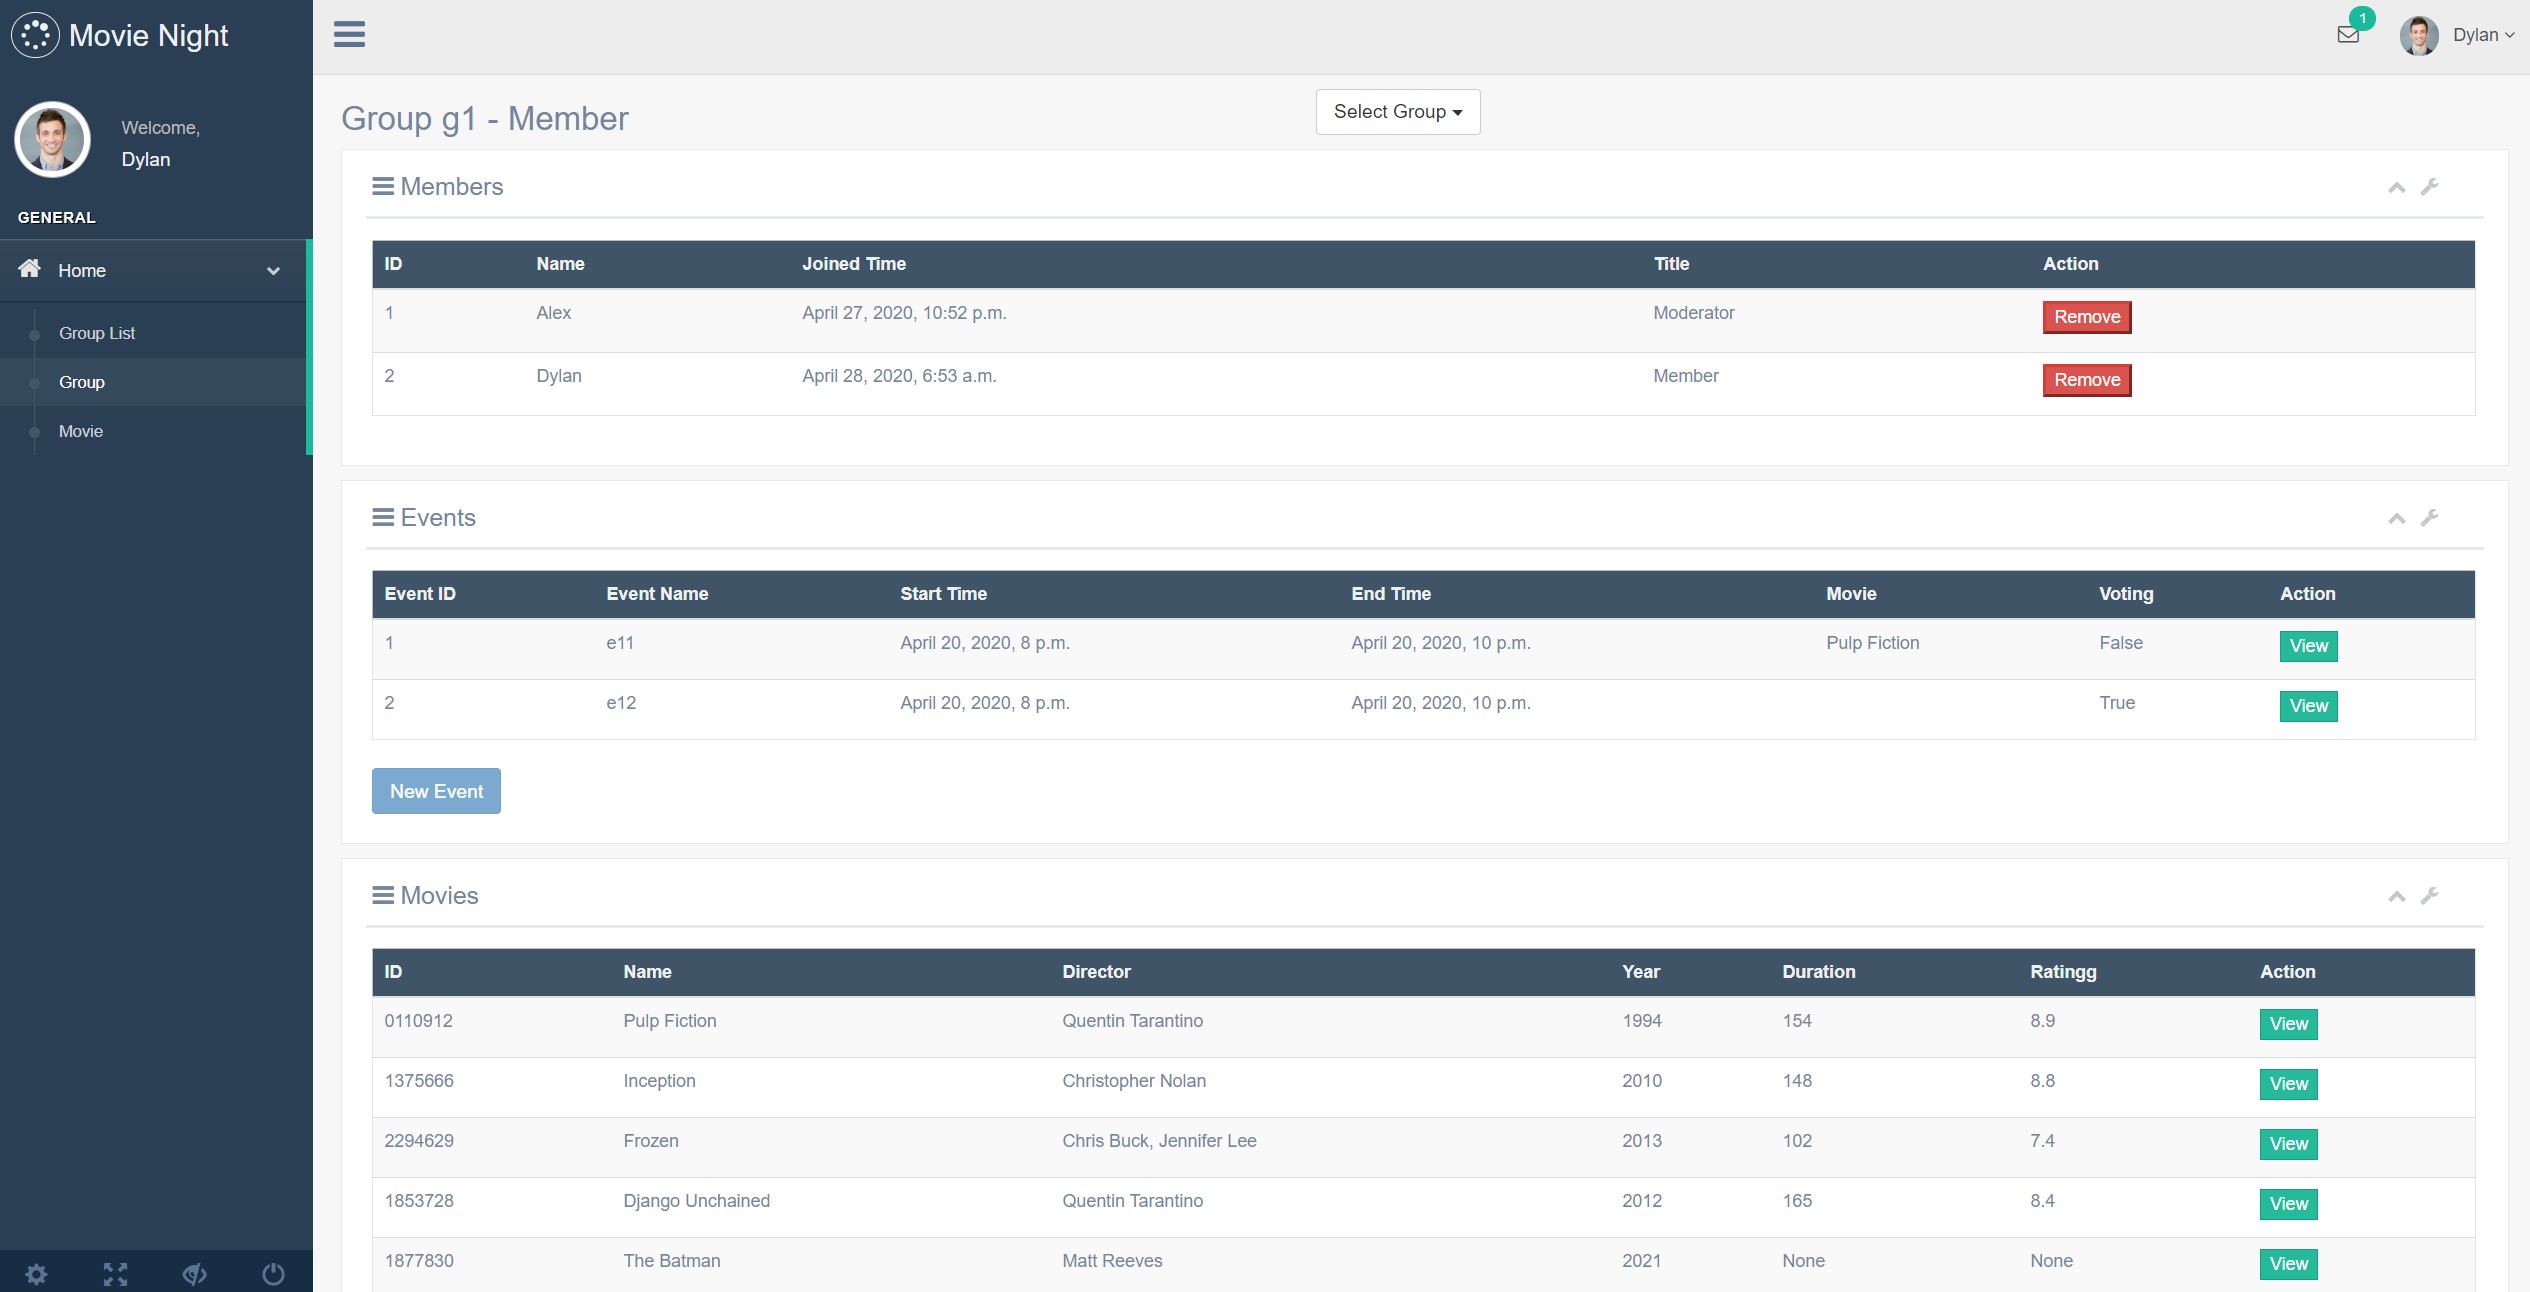 Movie Night
1
Dylan
Welcome,
Dylan
GENERAL
Home
Group List
Group
Movie
Group g1 - Member
Select Group
Members
ID Name Joined Time Title Action
1 Alex April 27, 2020, 10:52 p.m. Moderator Remove
2 Dylan April 28, 2020, 6:53 a.m. Member Remove
Events
Event ID Event Name Start Time End Time Movie Voting Action
1 e11 April 20, 2020, 8 p.m. April 20, 2020, 10 p.m. Pulp Fiction False View
2 e12 April 20, 2020, 8 p.m. April 20, 2020, 10 p.m. True View
New Event
Movies
ID Name Director Year Duration Ratingg Action
0110912 Pulp Fiction Quentin Tarantino 1994 154 8.9 View
1375666 Inception Christopher Nolan 2010 148 8.8 View
2294629 Frozen Chris Buck, Jennifer Lee 2013 102 7.4 View
1853728 Django Unchained Quentin Tarantino 2012 165 8.4 View
1877830 The Batman Matt Reeves 2021 None None View